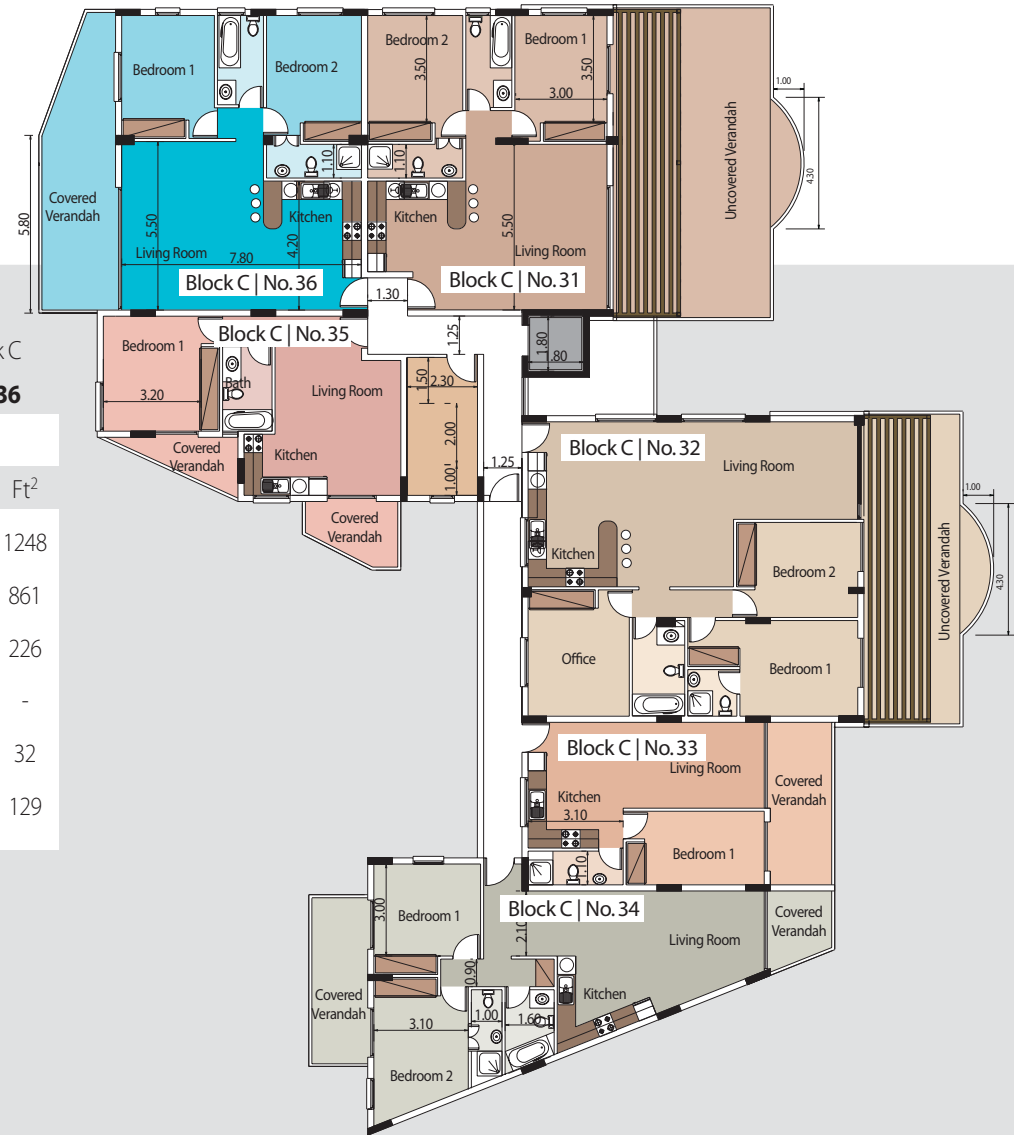 Bedroom 1
Bedroom 2
1.10
Covered
Verandah
5.80
5.50
Living Room
7.80
4.20
Kitchen
Block C | No. 36
Bedroom 2
3.50
Bedroom 1
3.50
3.00
1.10
Kitchen
5.50
Living Room
Block C | No. 31
Uncovered Verandah
1.00
4.30
1.30
1.25
1.80
1.80
Block C | No. 35
Bedroom 1
3.20
Bath
Living Room
Covered
Verandah
Kitchen
Covered
Verandah
1.50
2.30
2.00
1.00
1.25
k C
36
Ft2
1248
861
226
-
32
129
Block C | No. 32
Living Room
Kitchen
Bedroom 2
Office
Bedroom 1
Uncovered Verandah
1.00
4.30
Block C | No. 33
Living Room
Kitchen
3.10
Covered
Verandah
Bedroom 1
1.10
Block C | No. 34
Bedroom 1
3.00
2.10
Living Room
Covered
Verandah
0.90
Covered
Verandah
Kitchen
3.10
1.00
1.60
Bedroom 2